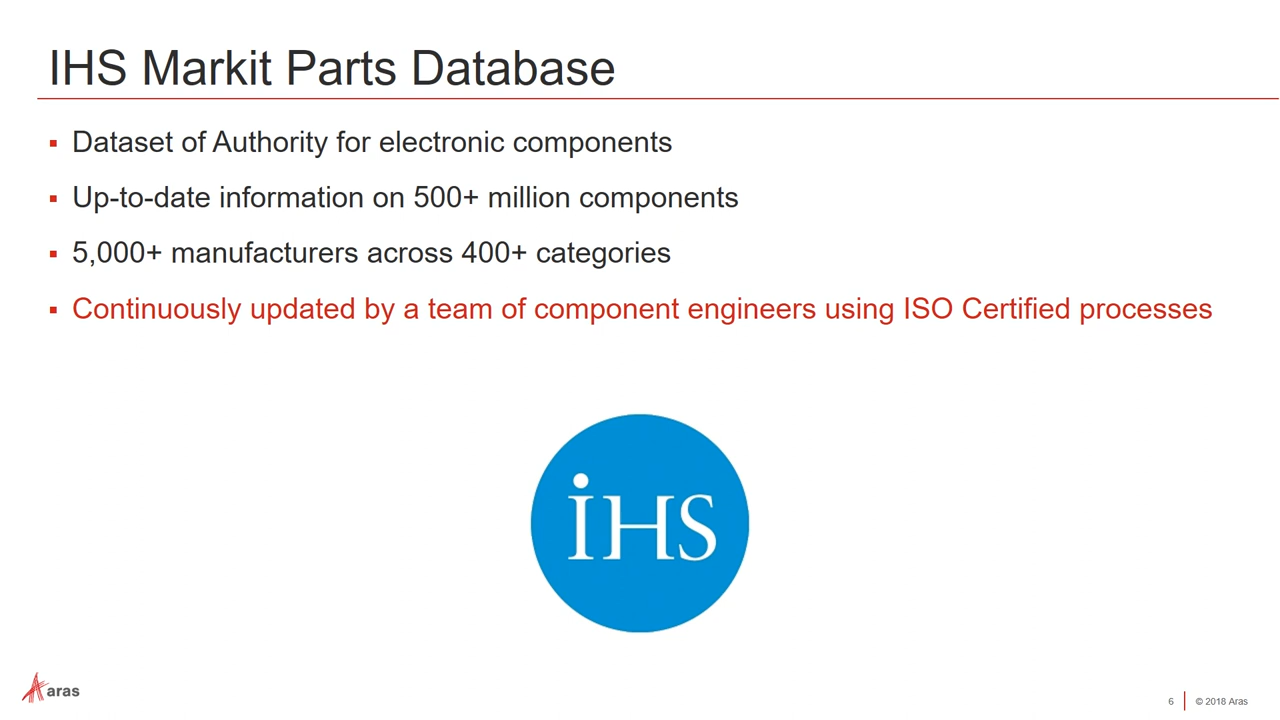 IHS Markit Parts Database
▪ Dataset of Authority for electronic components
▪ Up-to-date information on 500+ million components
▪ 5,000+ manufacturers across 400+ categories
▪ Continuously updated by a team of component engineers using ISO Certified processes
iHS
aras
6 © 2018 Aras